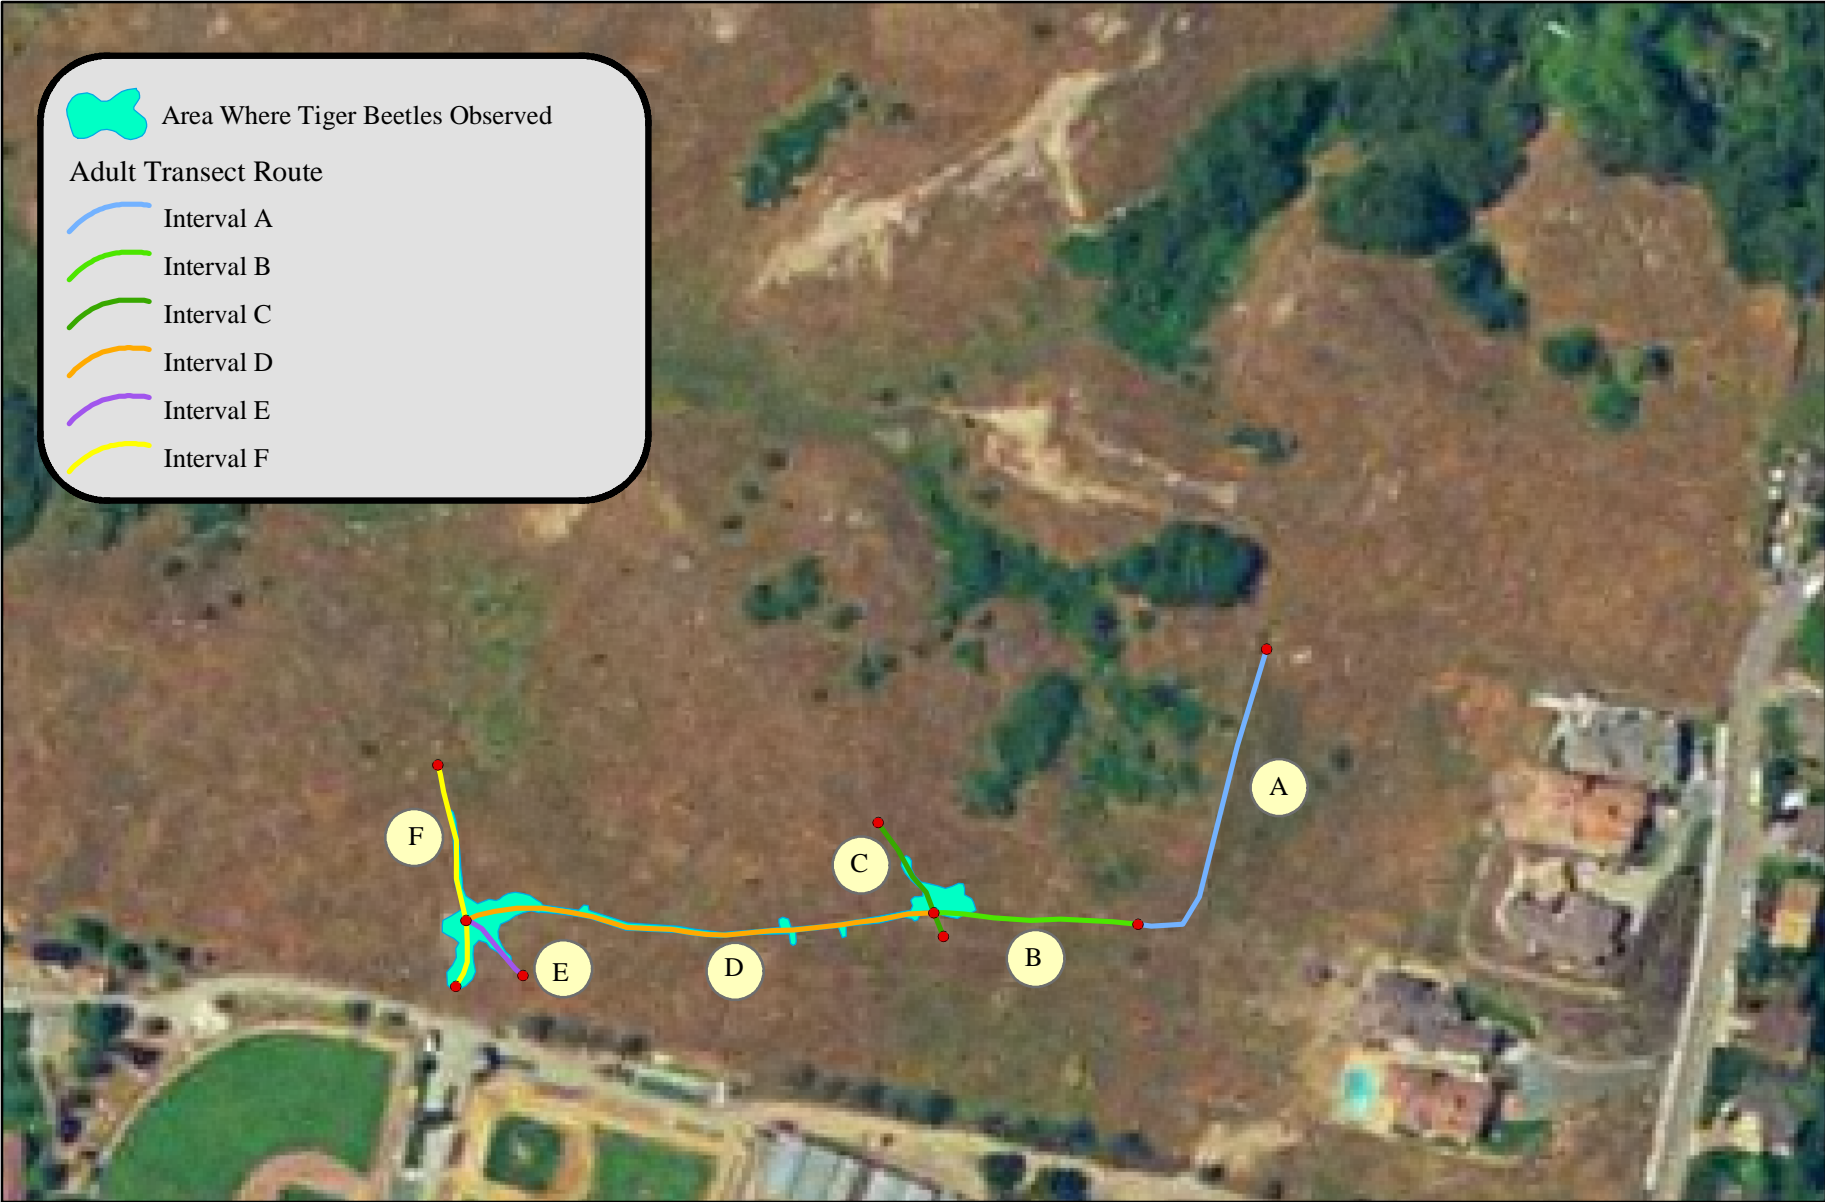 Area Where Tiger Beetles Observed
Adult Transect Route
Interval A
Interval B
Interval C
Interval D
Interval E
Interval F
A
F
C
B
D
E